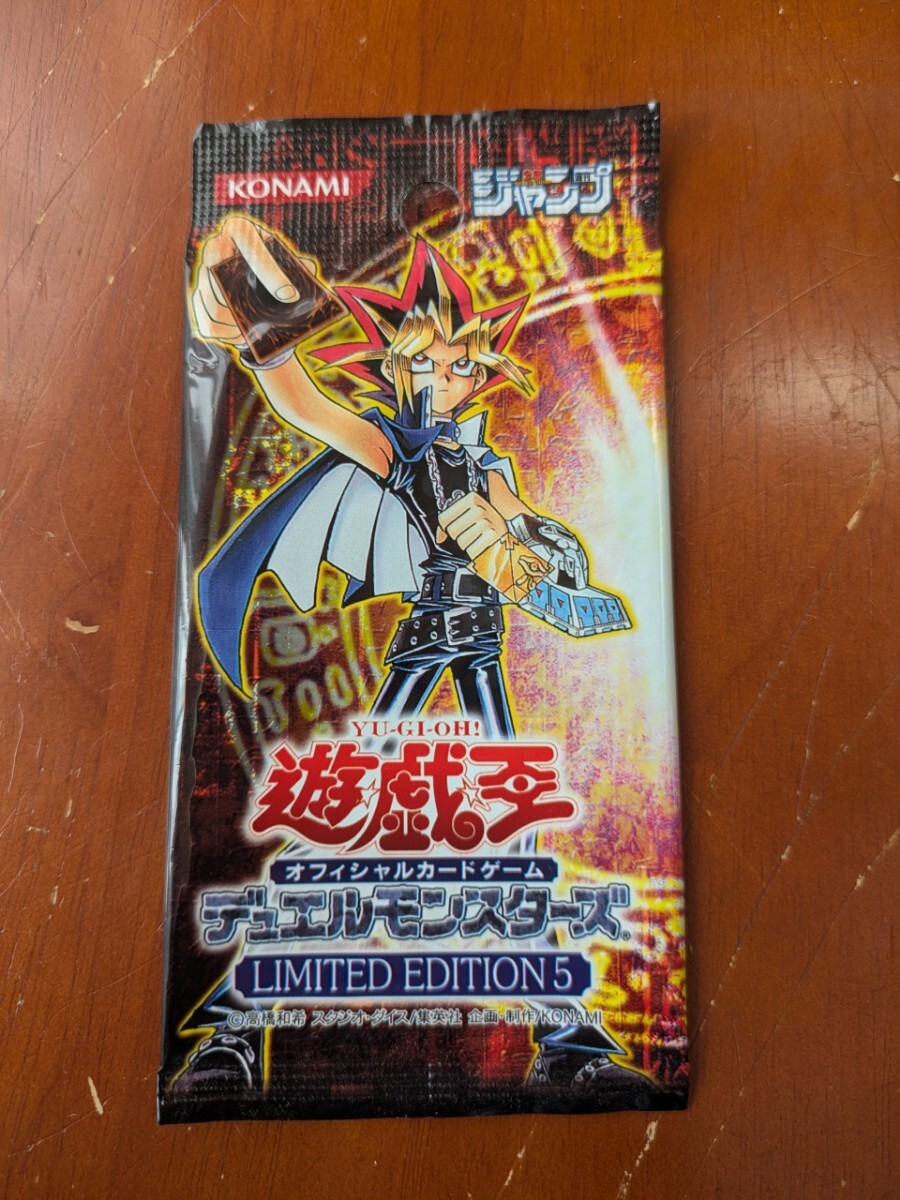 KONAMI
ジャンプ
YU-GI-OH!
遊戯王
オフィシャルカードゲーム
デュエルモンスターズ®
LIMITED EDITION 5
©高橋和希 スタジオ・ダイス/集英社 企画・制作/KONAMI